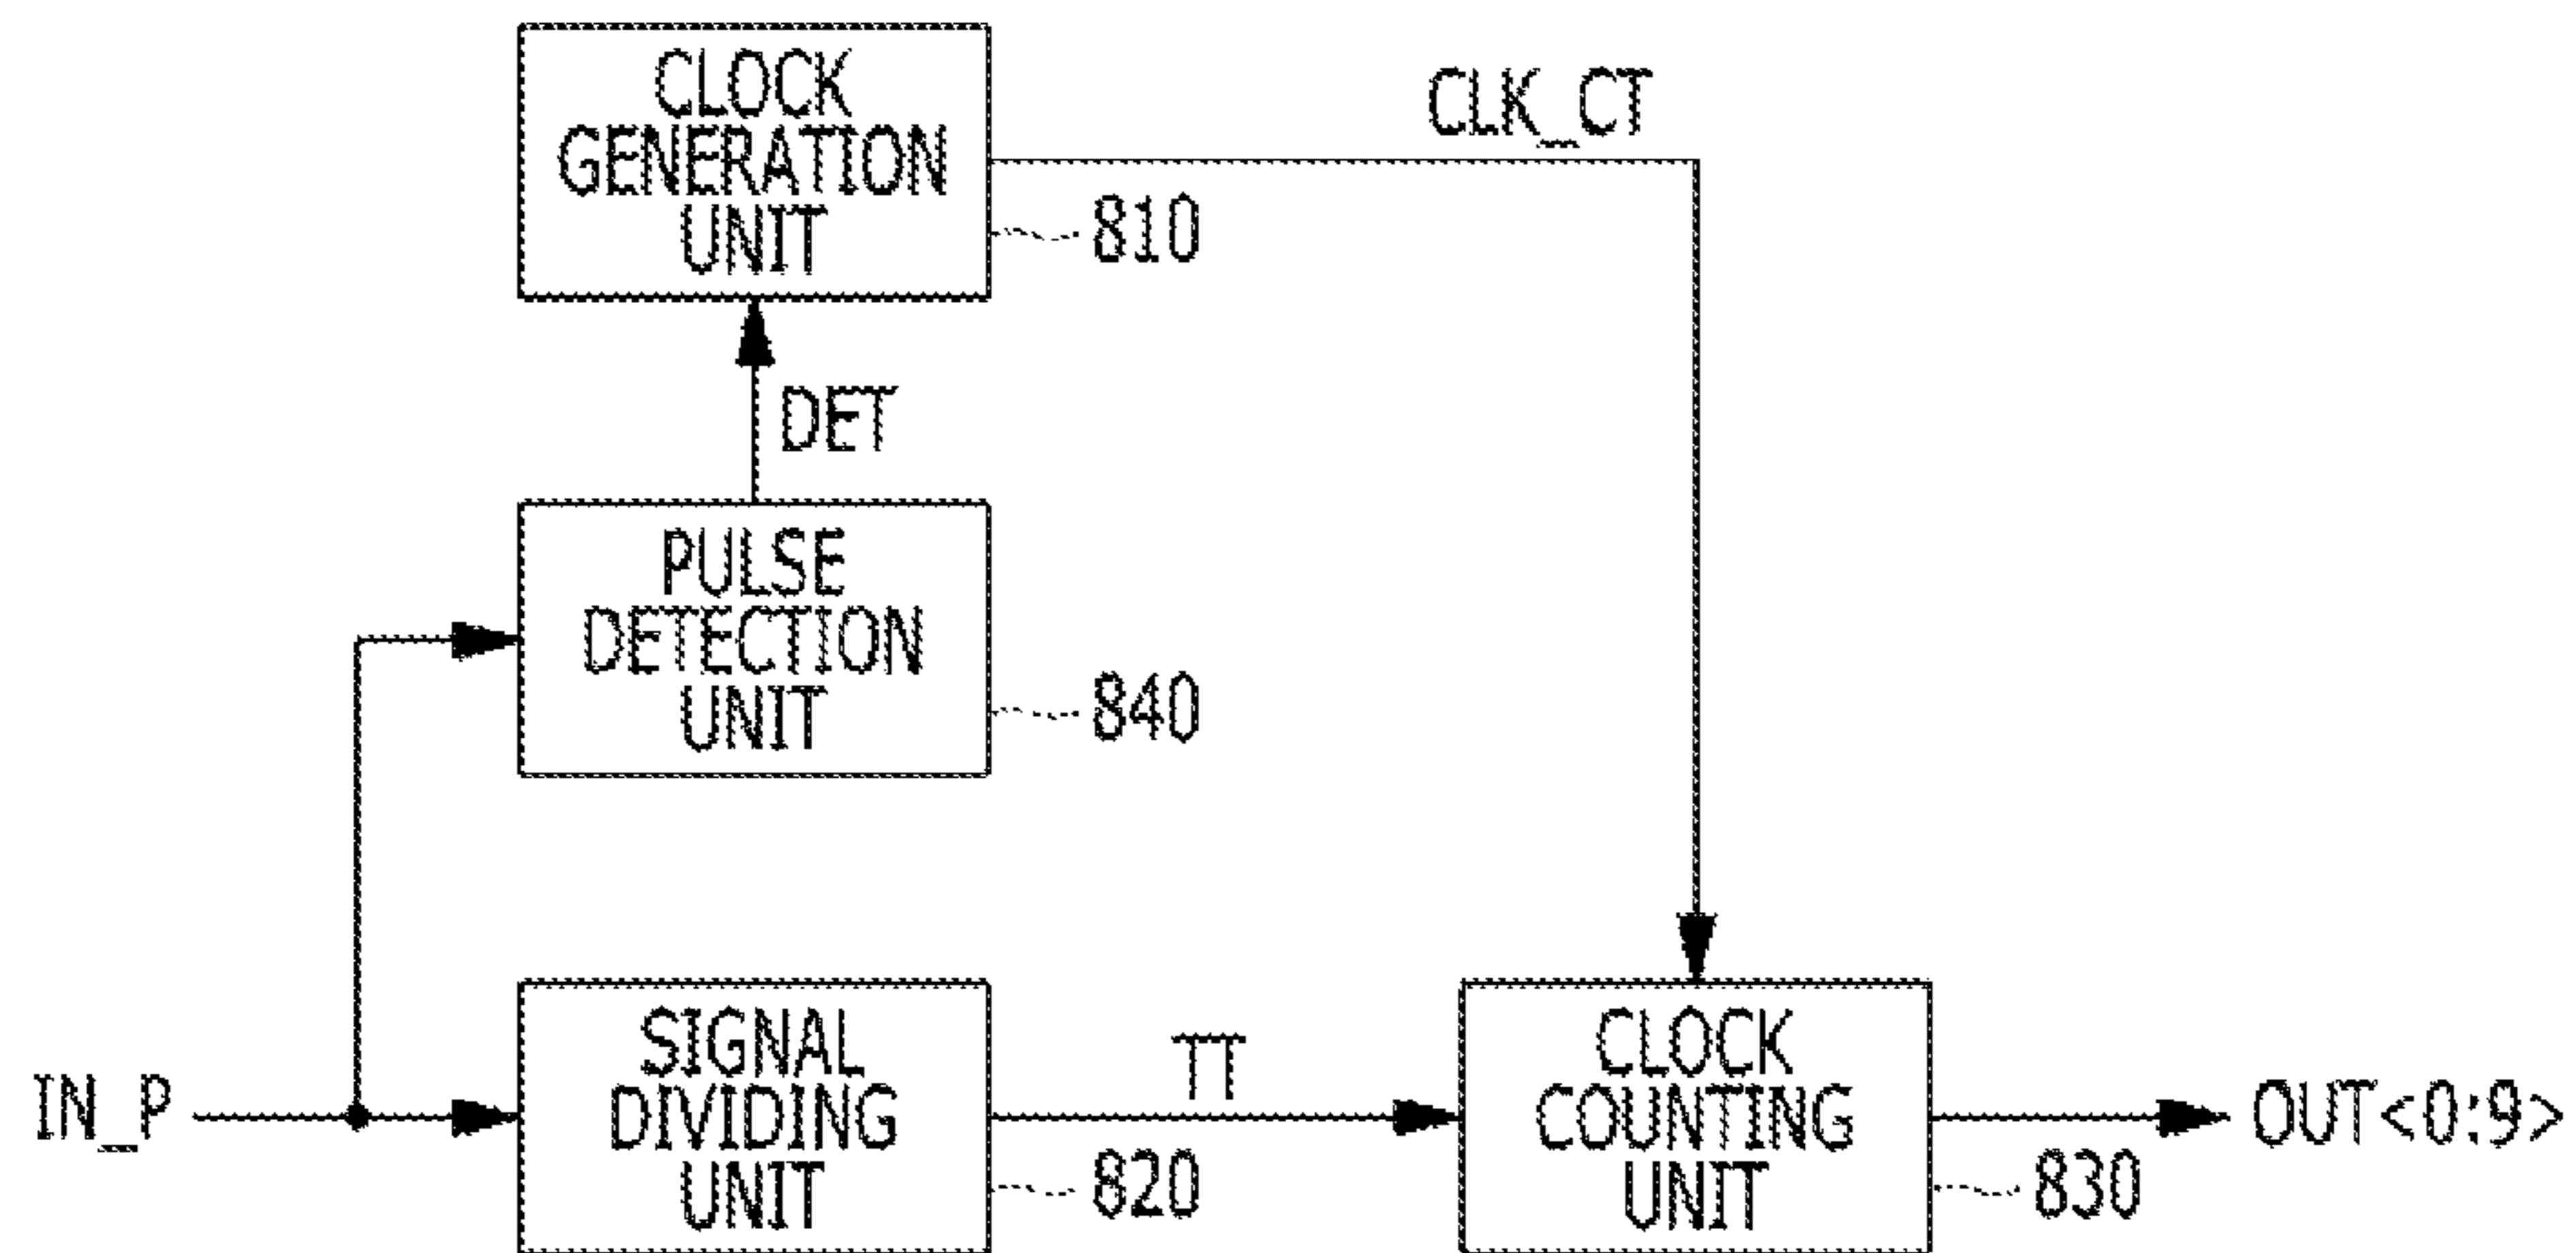 CLOCK
GENERATION
UNIT
810
CLK_CT
DET
PULSE
DETECTION
UNIT
840
IN_P
SIGNAL
DIVIDING
UNIT
820
TT
CLOCK
COUNTING
UNIT
830
OUT<0:9>